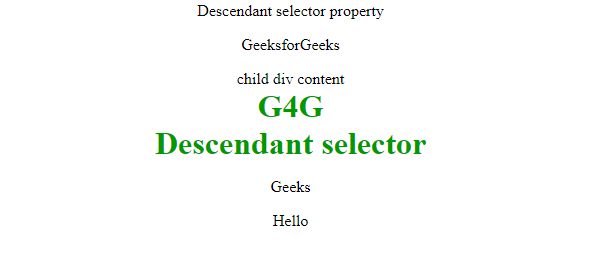 Descendant selector property
GeeksforGeeks
child div content
G4G
Descendant selector
Geeks
Hello